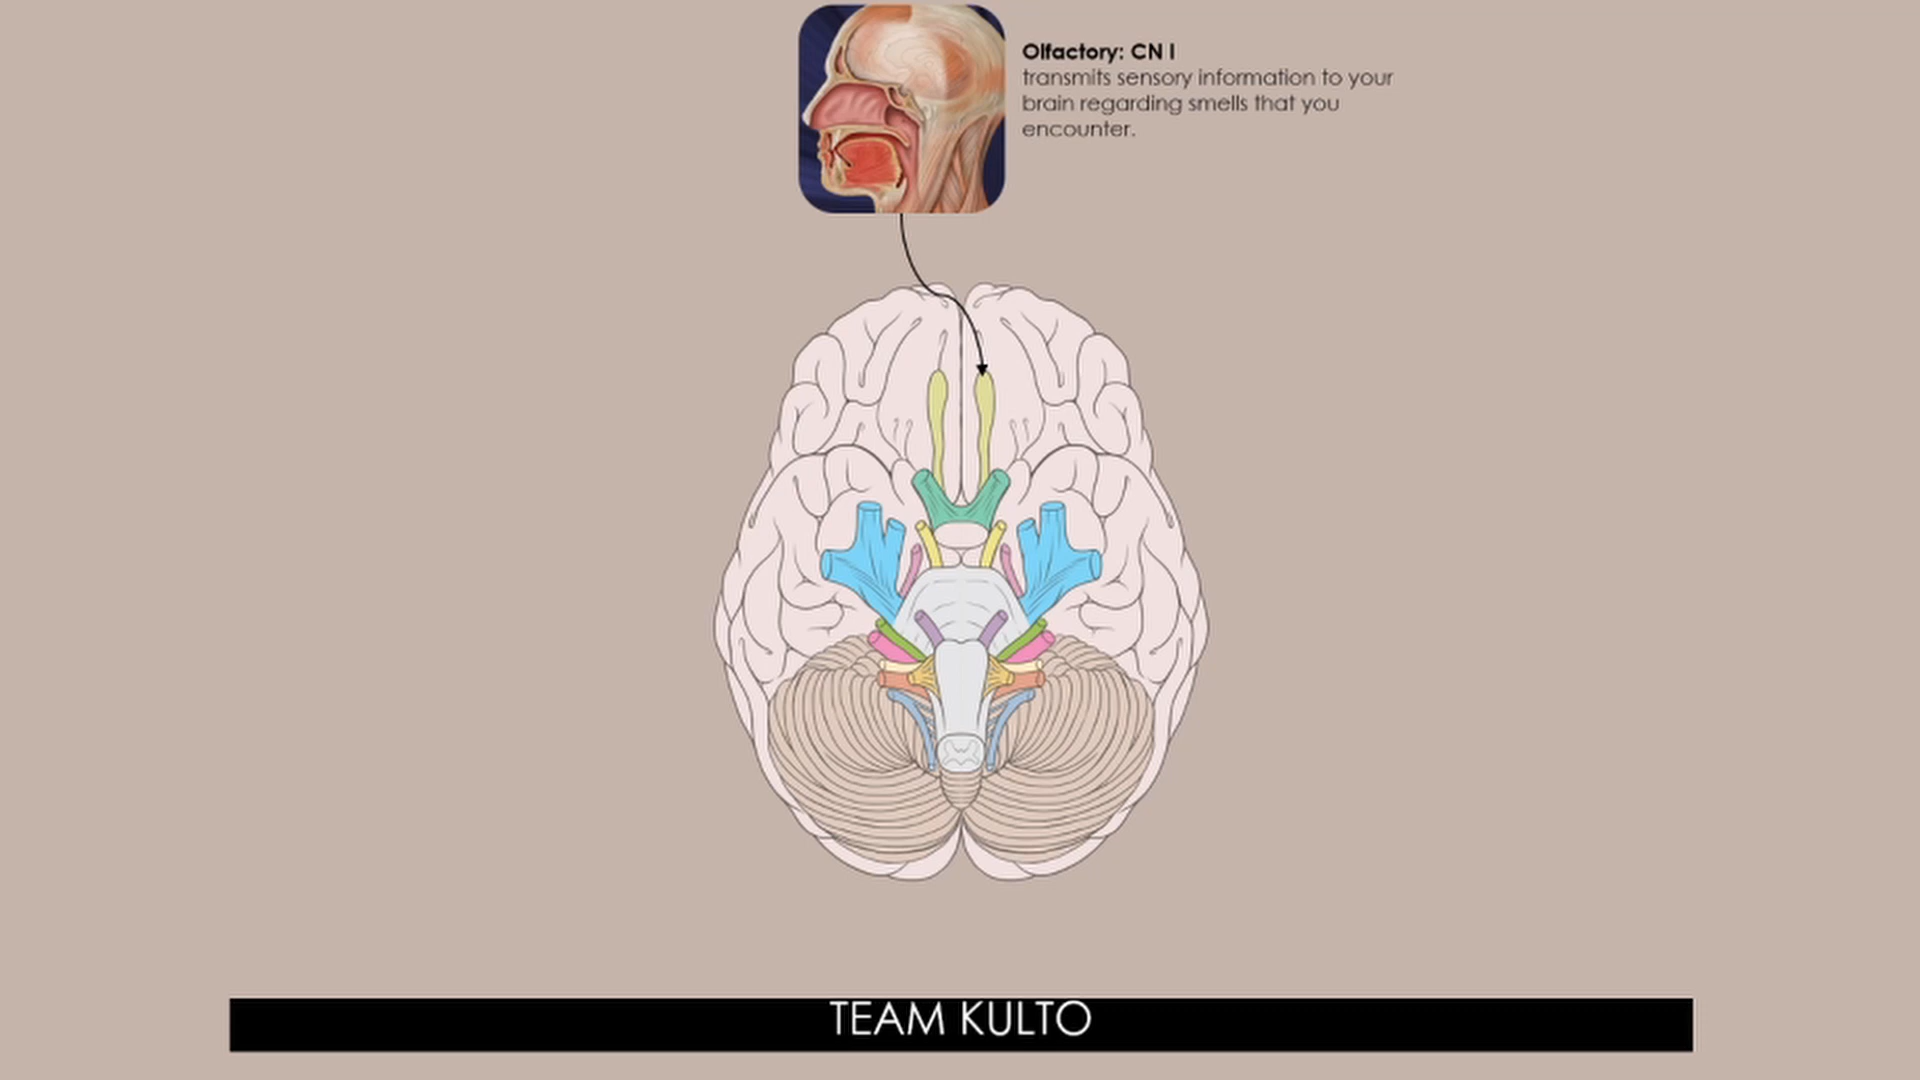 Olfactory: CN I
transmits sensory information to your
brain regarding smells that you
encounter.
TEAM KULTO